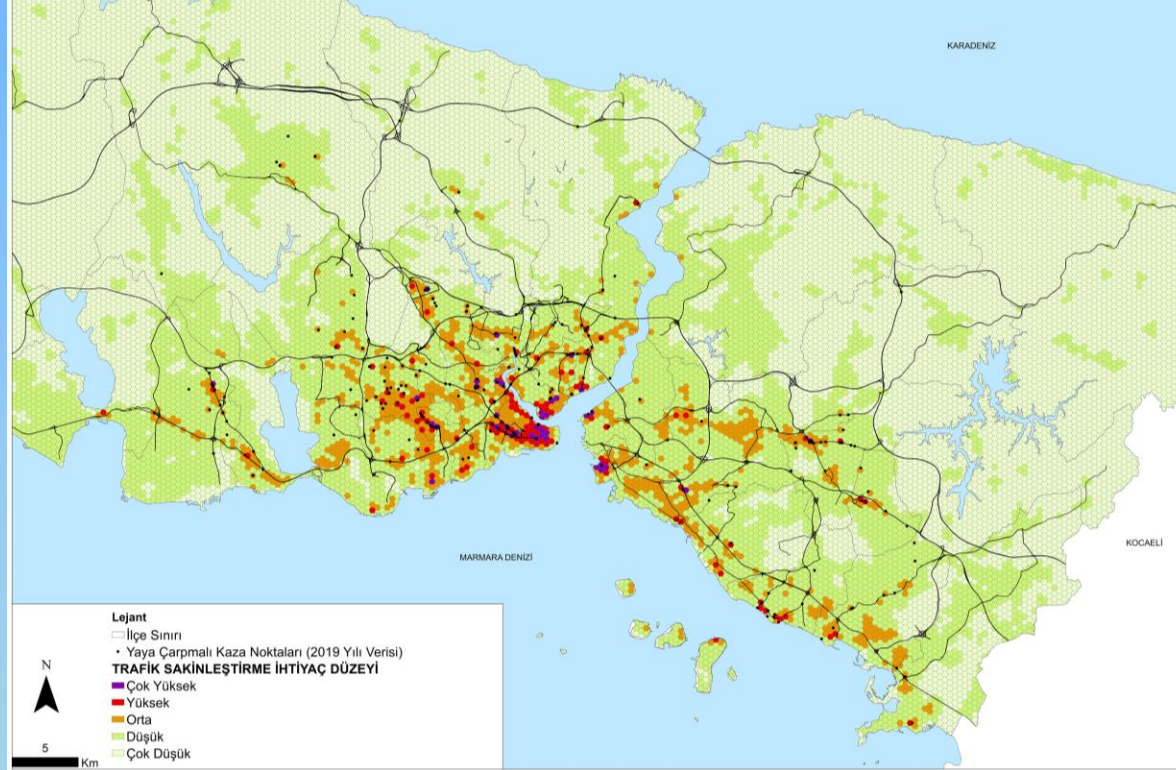 KARADENİZ
KOCAELİ
MARMARA DENİZİ
Lejant
İlçe Sınırı
Yaya Çarpmalı Kaza Noktaları (2019 Yılı Verisi)
TRAFİK SAKİNLEŞTİRME İHTİYAÇ DÜZEYİ
Çok Yüksek
Yüksek
Orta
Düşük
Çok Düşük
N
5
Km